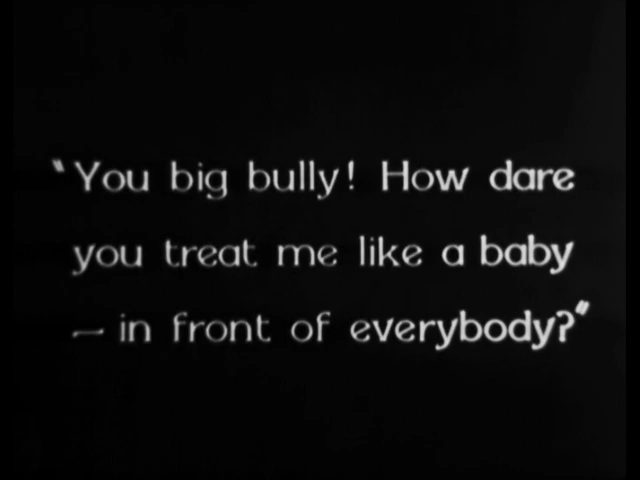 "You big bully! How dare
you treat me like a baby
— in front of everybody?"